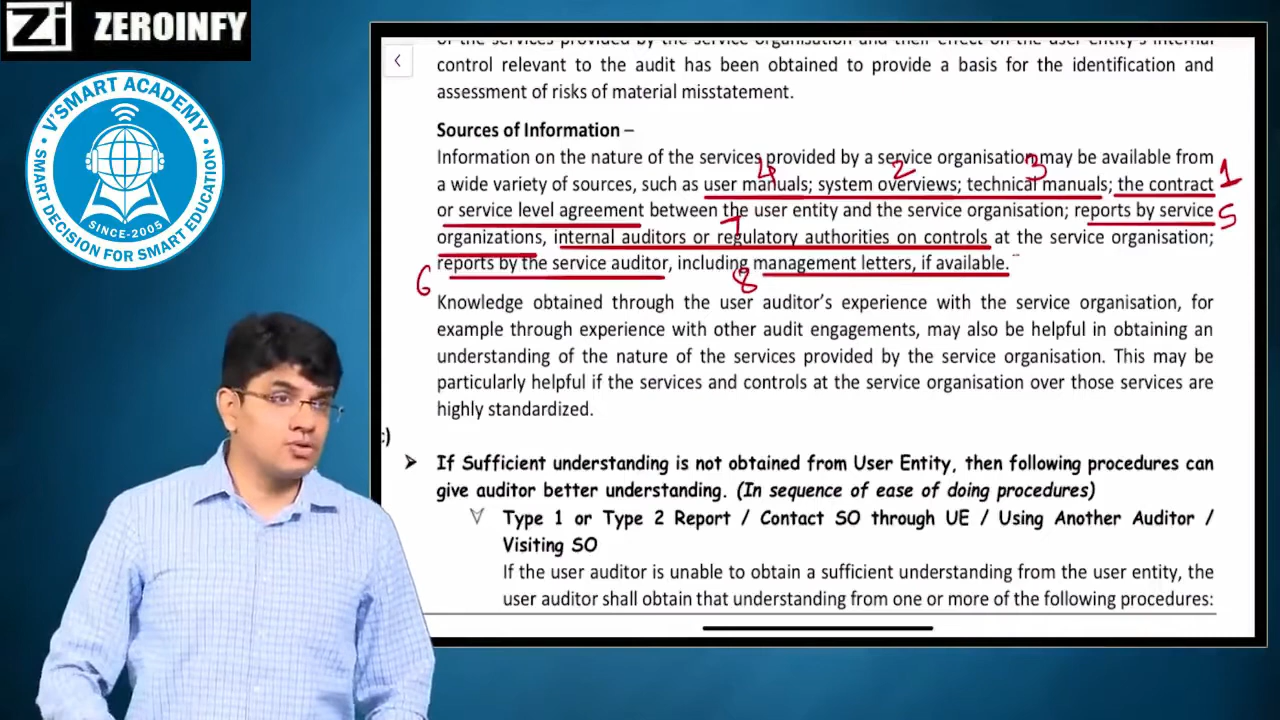 Zi ZEROINFY
V'SMART ACADEMY
SINCE-2005
SMART DECISION FOR SMART EDUCATION
control relevant to the audit has been obtained to provide a basis for the identification and
assessment of risks of material misstatement.
Sources of Information –
Information on the nature of the services provided by a service organisation may be available from
4 2 3
a wide variety of sources, such as user manuals; system overviews; technical manuals; the contract 1
or service level agreement between the user entity and the service organisation; reports by service 5
7
organizations, internal auditors or regulatory authorities on controls at the service organisation;
reports by the service auditor, including management letters, if available.
6 8
Knowledge obtained through the user auditor's experience with the service organisation, for
example through experience with other audit engagements, may also be helpful in obtaining an
understanding of the nature of the services provided by the service organisation. This may be
particularly helpful if the services and controls at the service organisation over those services are
highly standardized.
c)
➤ If Sufficient understanding is not obtained from User Entity, then following procedures can
give auditor better understanding. (In sequence of ease of doing procedures)
Type 1 or Type 2 Report / Contact SO through UE / Using Another Auditor /
Visiting SO
If the user auditor is unable to obtain a sufficient understanding from the user entity, the
user auditor shall obtain that understanding from one or more of the following procedures: